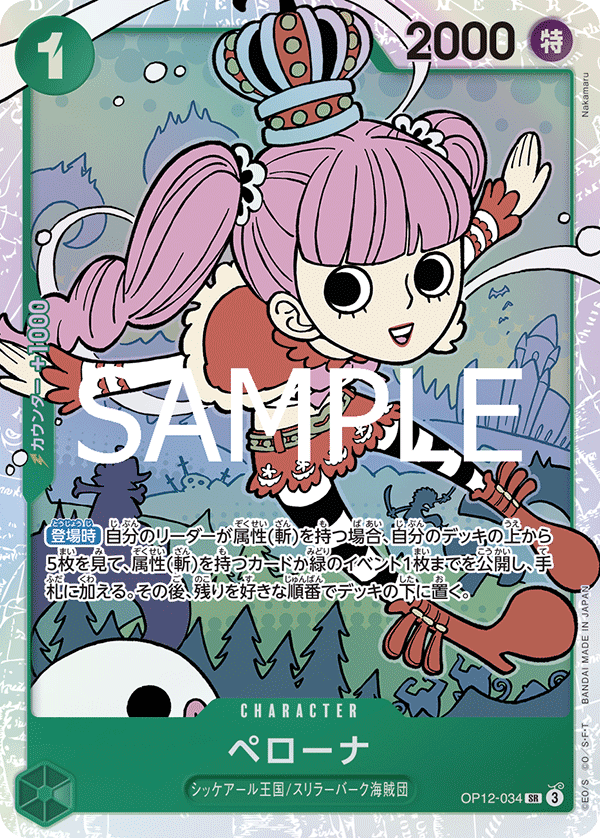 1
2000 特
Nakamaru
カウンター +1000
SAMPLE
登場時 自分のリーダーが属性(斬)を持つ場合、自分のデッキの上から
5枚を見て、属性(斬)を持つカードか緑のイベント1枚までを公開し、手
札に加える。その後、残りを好きな順番でデッキの下に置く。
CHARACTER
ペローナ
シッケアール王国/スリラーバーク海賊団
OP12-034 SR 3
©E.O/S ©O/S・F・T BANDAI MADE IN JAPAN